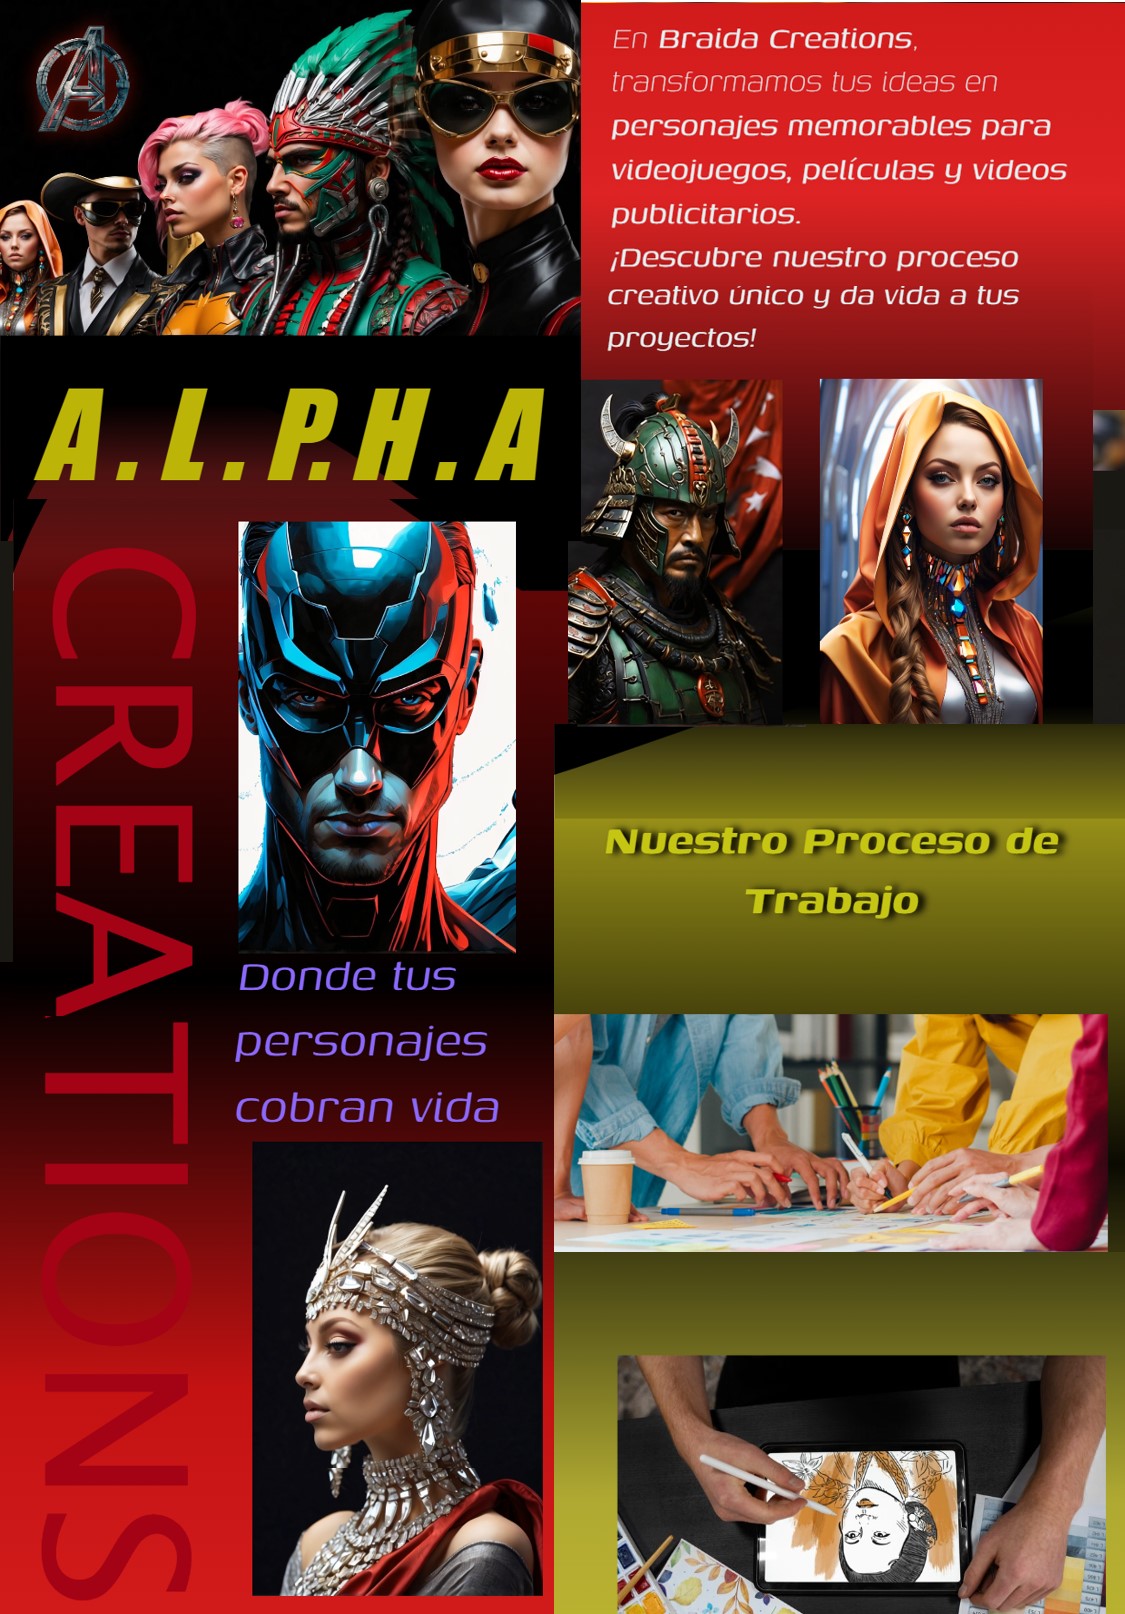 A.L.P.H.A
CREATIONS
Donde tus
personajes
cobran vida
En Braida Creations,
transformamos tus ideas en
personajes memorables para
videojuegos, películas y videos
publicitarios.
¡Descubre nuestro proceso
creativo único y da vida a tus
proyectos!
Nuestro Proceso de
Trabajo